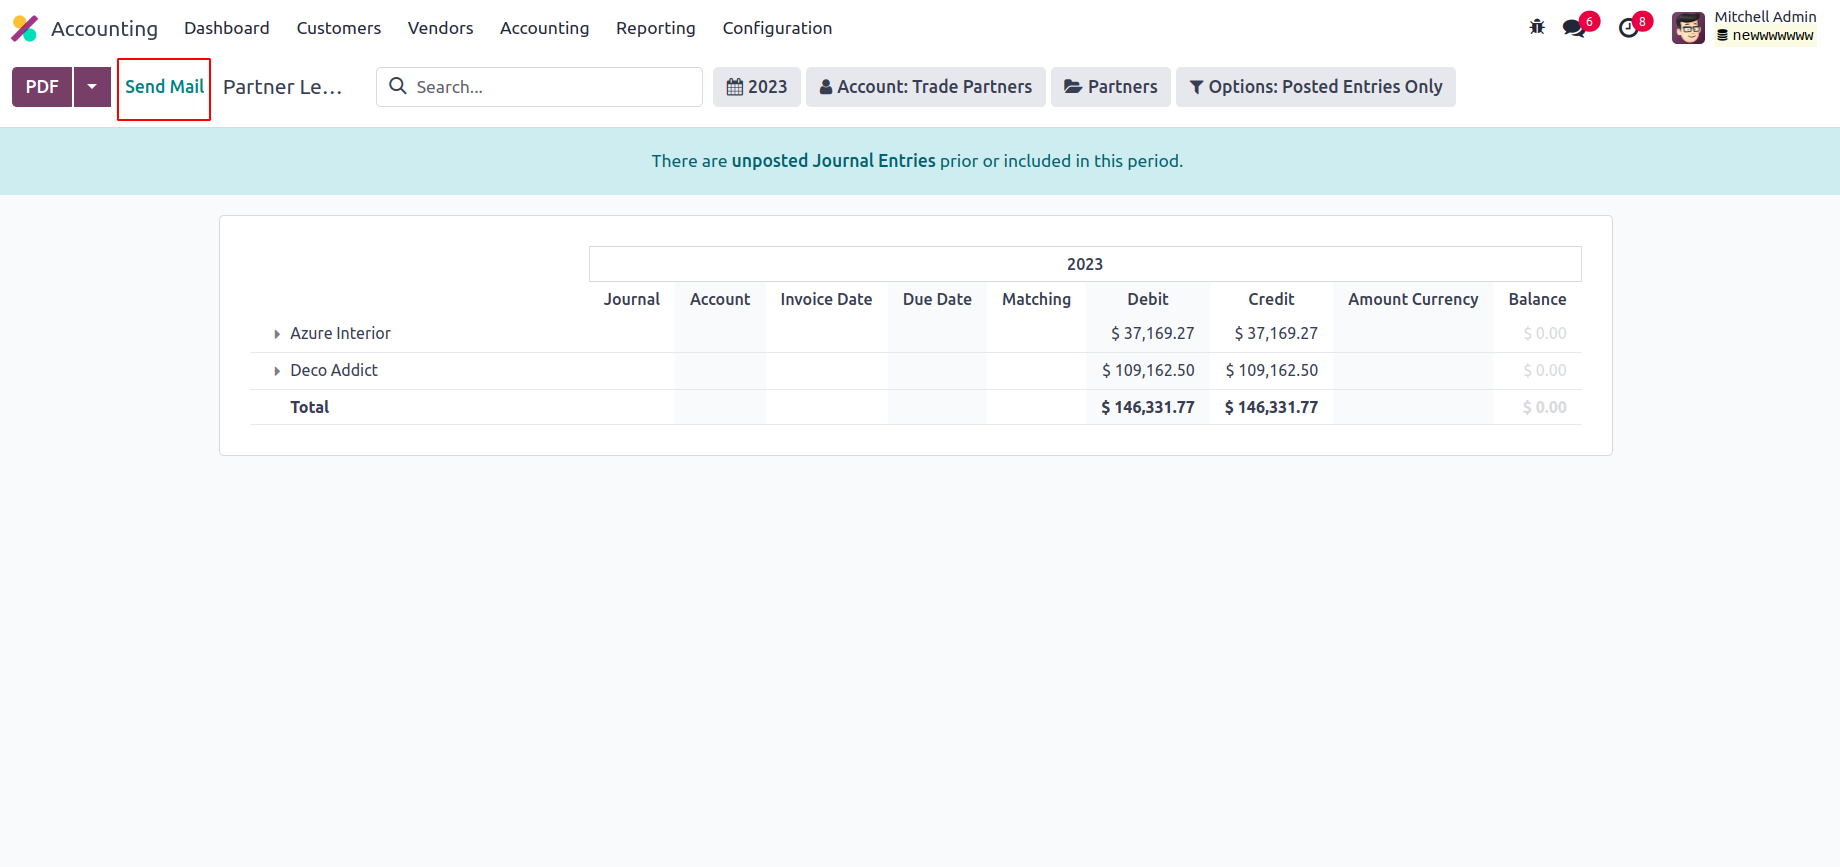 Accounting Dashboard Customers Vendors Accounting Reporting Configuration 6 8 Mitchell Admin
newwwwwww
PDF Send Mail Partner Le... Search... 2023 Account: Trade Partners Partners Options: Posted Entries Only
There are unposted Journal Entries prior or included in this period.
2023
Journal Account Invoice Date Due Date Matching Debit Credit Amount Currency Balance
Azure Interior $ 37,169.27 $ 37,169.27 $ 0.00
Deco Addict $ 109,162.50 $ 109,162.50 $ 0.00
Total $ 146,331.77 $ 146,331.77 $ 0.00